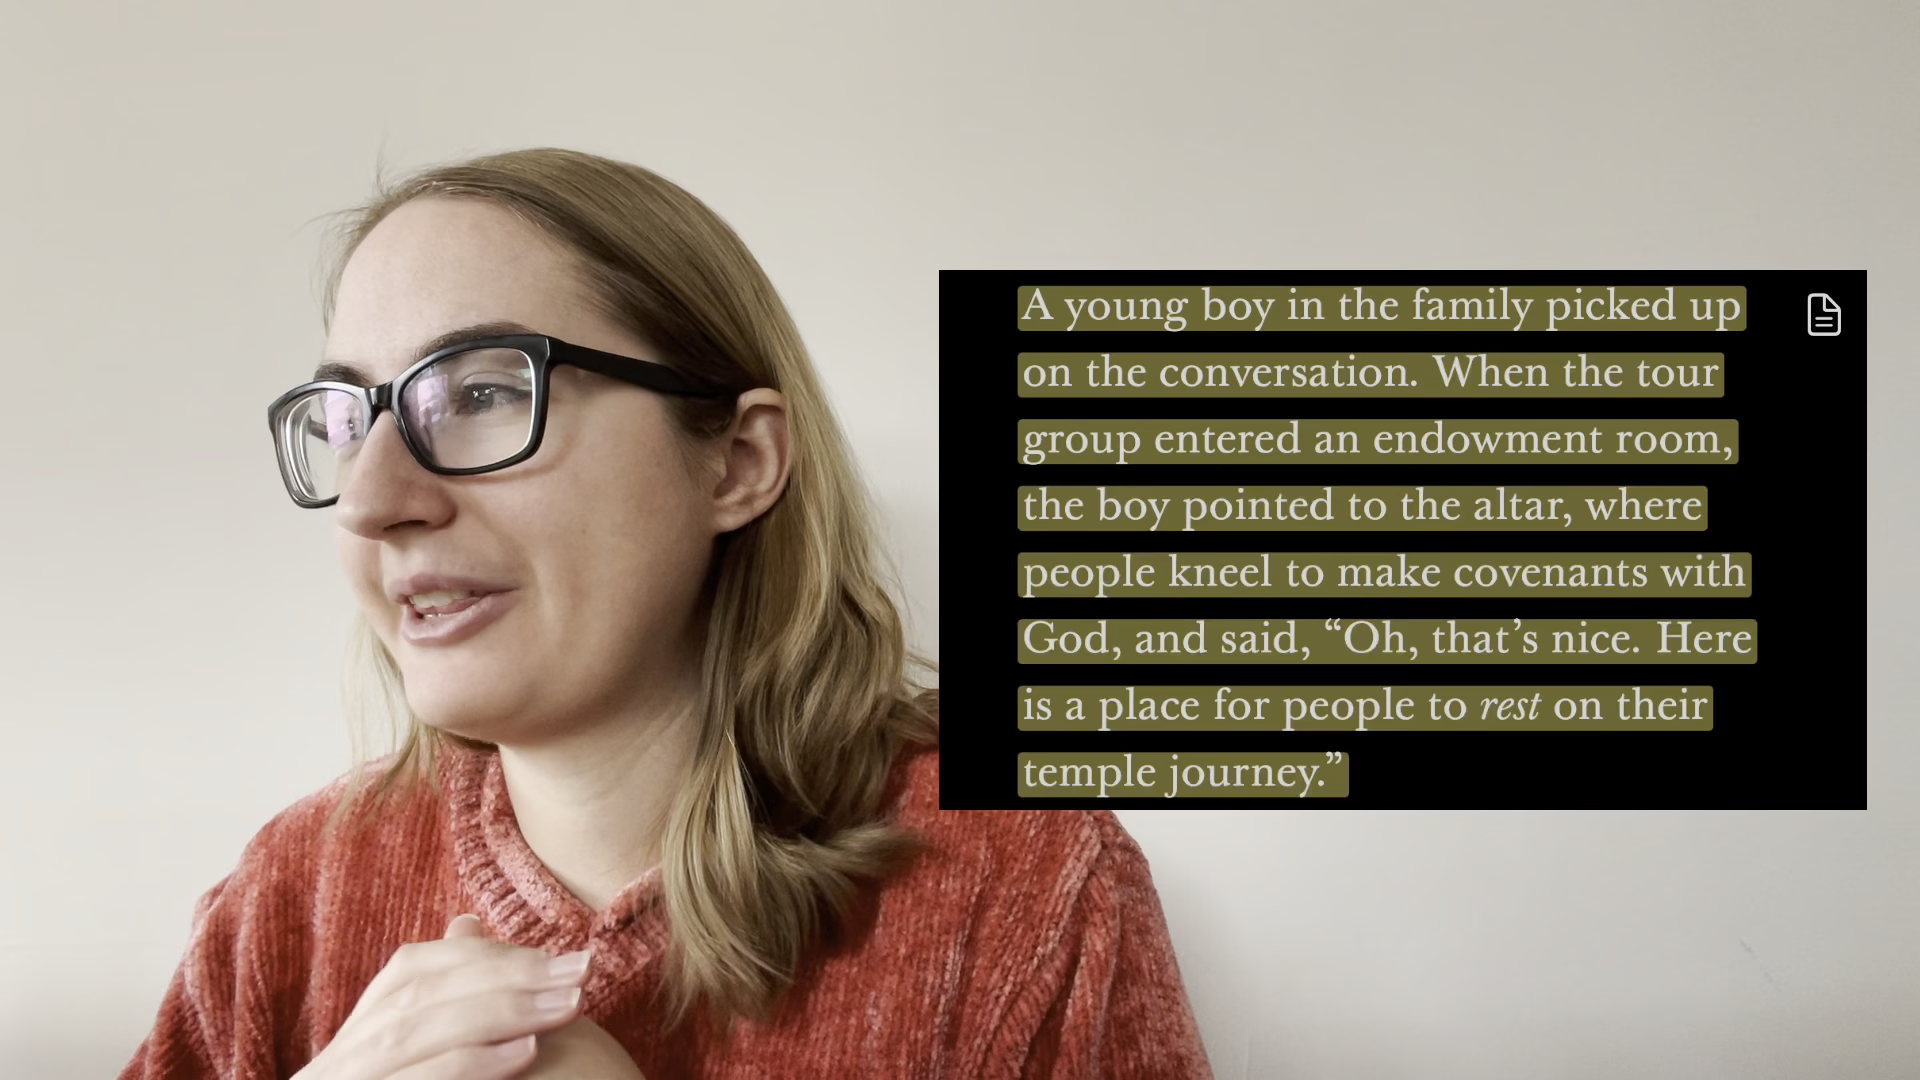 A young boy in the family picked up
on the conversation. When the tour
group entered an endowment room,
the boy pointed to the altar, where
people kneel to make covenants with
God, and said, “Oh, that’s nice. Here
is a place for people to rest on their
temple journey.”